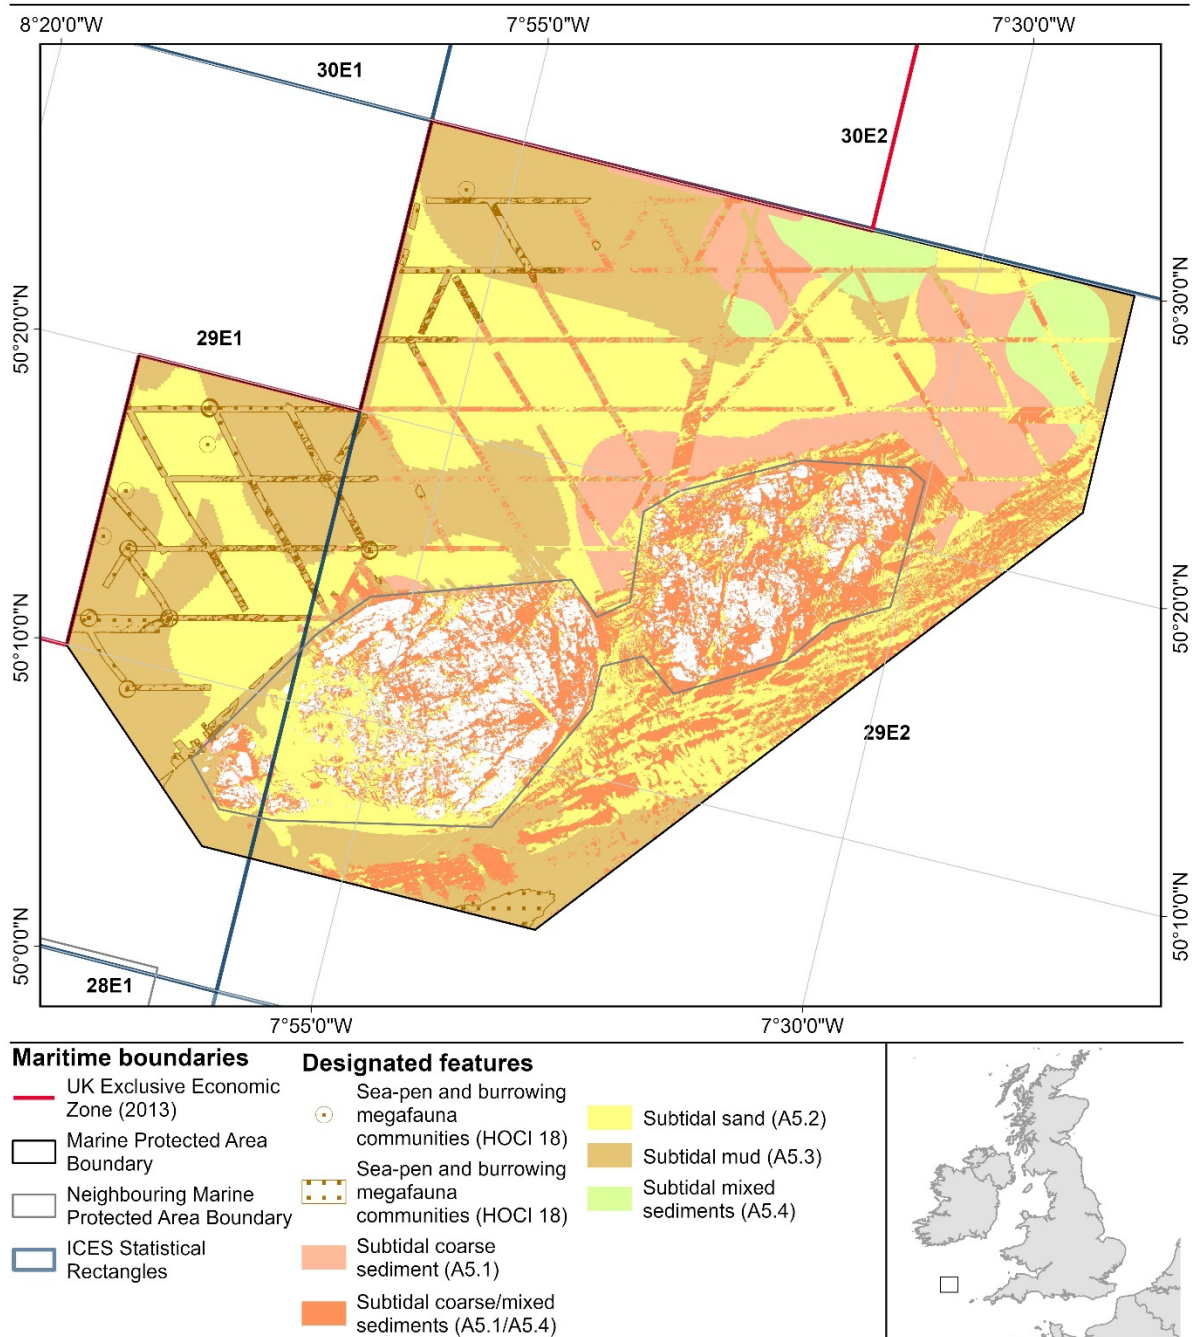 8°20'0"W
7°55'0"W
7°30'0"W
30E1
30E2
50°30'0"N
50°20'0"N
29E1
50°20'0"N
50°10'0"N
29E2
50°10'0"N
50°0'0"N
28E1
7°55'0"W
7°30'0"W
Maritime boundaries
UK Exclusive Economic
Zone (2013)
Marine Protected Area
Boundary
Neighbouring Marine
Protected Area Boundary
ICES Statistical
Rectangles
Designated features
Sea-pen and burrowing
megafauna
communities (HOCI 18)
Sea-pen and burrowing
megafauna
communities (HOCI 18)
Subtidal coarse
sediment (A5.1)
Subtidal coarse/mixed
sediments (A5.1/A5.4)
Subtidal sand (A5.2)
Subtidal mud (A5.3)
Subtidal mixed
sediments (A5.4)